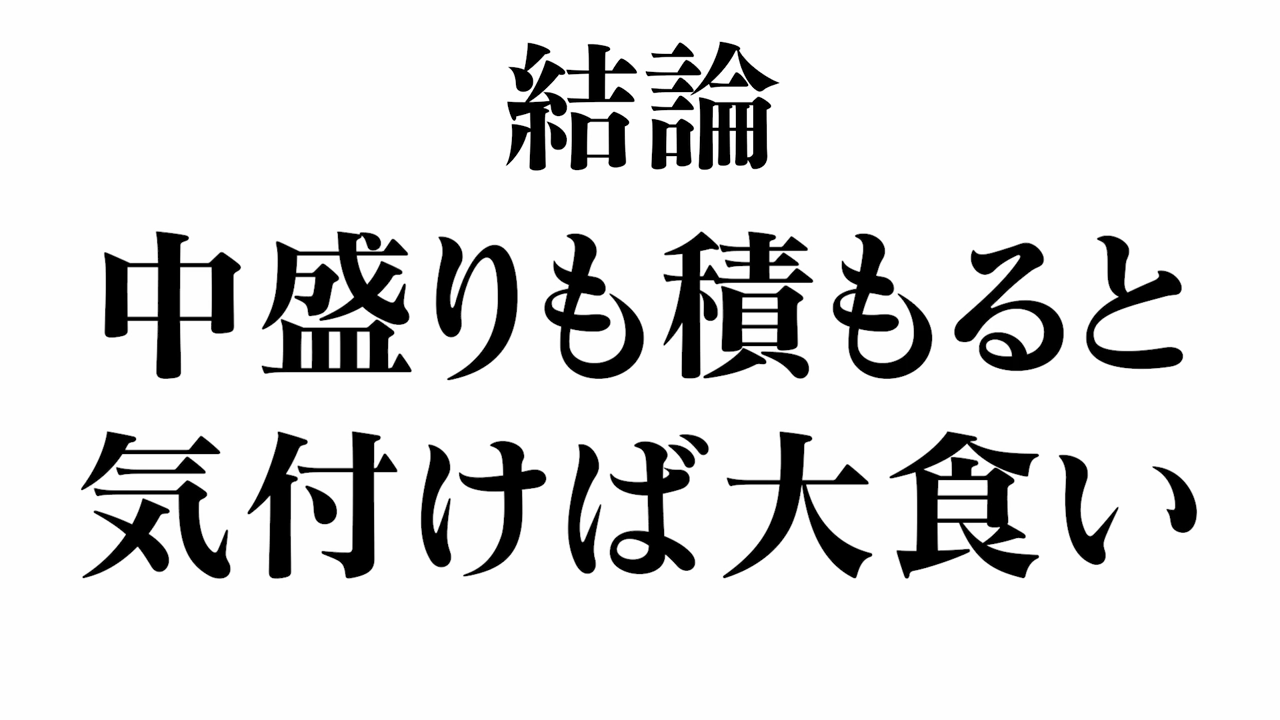 結論
中盛りも積もると
気付けば大食い